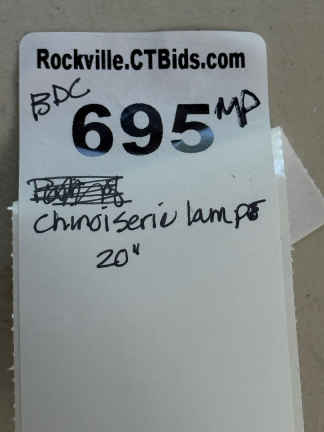 Rockville.CTBids.com
BDC
695 MP
Chinoiserie lamp
20"